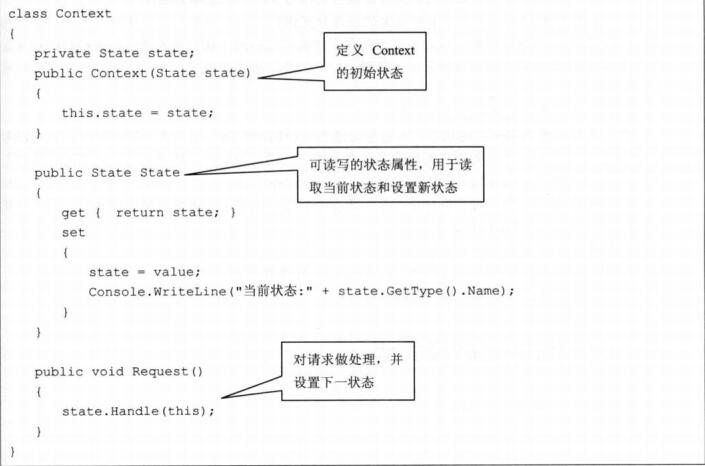 class Context
{
private State state;
public Context(State state)
定义 Context
的初始状态
{
this.state = state;
}
public State State
可读写的状态属性，用于读
取当前状态和设置新状态
{
get { return state; }
set
{
state = value;
Console.WriteLine("当前状态:" + state.GetType().Name);
}
}
public void Request()
对请求做处理，并
设置下一状态
{
state.Handle(this);
}
}